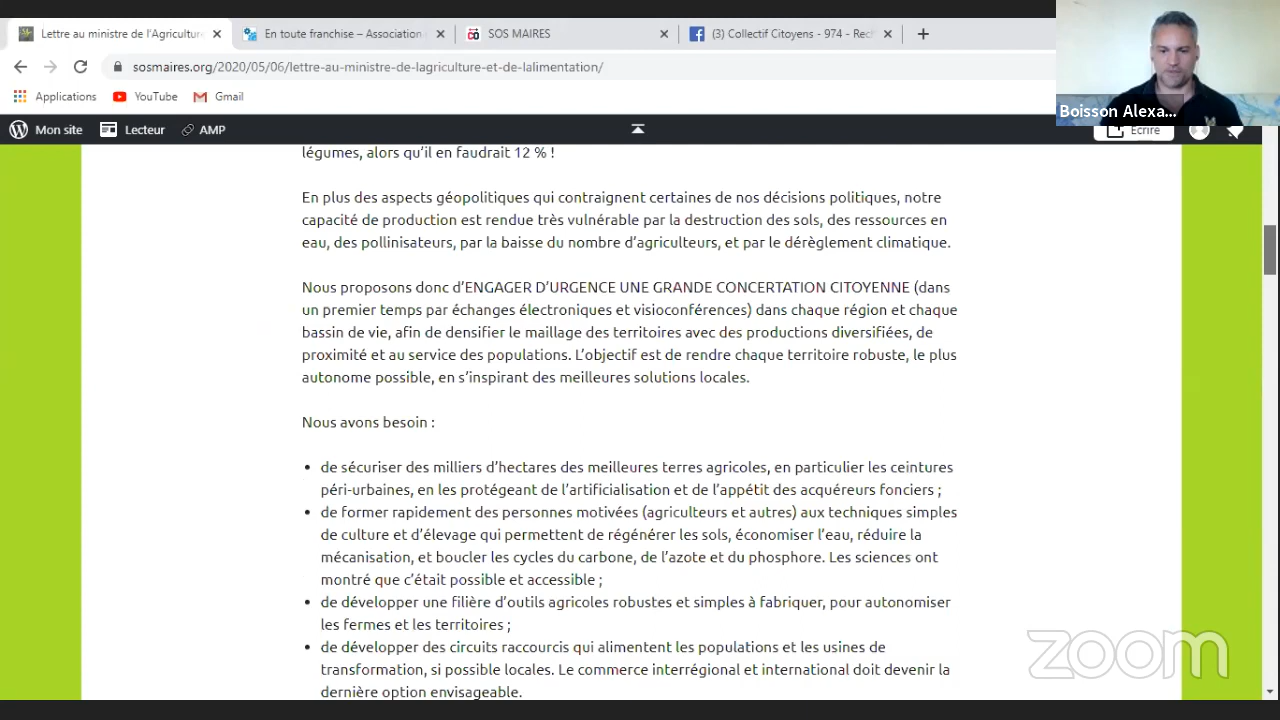 Lettre au ministre de l'Agriculture
En toute franchise – Association
SOS MAIRES
(3) Collectif Citoyens - 974 - Rech
sosmaires.org/2020/05/06/lettre-au-ministre-de-lagriculture-et-de-lalimentation/
Applications
YouTube
Gmail
Boisson Alexa...
Mon site
Lecteur
AMP
Écrire
légumes, alors qu'il en faudrait 12 % !
En plus des aspects géopolitiques qui contraignent certaines de nos décisions politiques, notre
capacité de production est rendue très vulnérable par la destruction des sols, des ressources en
eau, des pollinisateurs, par la baisse du nombre d'agriculteurs, et par le dérèglement climatique.
Nous proposons donc d'ENGAGER D'URGENCE UNE GRANDE CONCERTATION CITOYENNE (dans
un premier temps par échanges électroniques et visioconférences) dans chaque région et chaque
bassin de vie, afin de densifier le maillage des territoires avec des productions diversifiées, de
proximité et au service des populations. L'objectif est de rendre chaque territoire robuste, le plus
autonome possible, en s'inspirant des meilleures solutions locales.
Nous avons besoin :
• de sécuriser des milliers d'hectares des meilleures terres agricoles, en particulier les ceintures
péri-urbaines, en les protégeant de l'artificialisation et de l'appétit des acquéreurs fonciers ;
• de former rapidement des personnes motivées (agriculteurs et autres) aux techniques simples
de culture et d'élevage qui permettent de régénérer les sols, économiser l'eau, réduire la
mécanisation, et boucler les cycles du carbone, de l'azote et du phosphore. Les sciences ont
montré que c'était possible et accessible ;
• de développer une filière d'outils agricoles robustes et simples à fabriquer, pour autonomiser
les fermes et les territoires ;
• de développer des circuits raccourcis qui alimentent les populations et les usines de
transformation, si possible locales. Le commerce interrégional et international doit devenir la
dernière option envisageable.
zoom